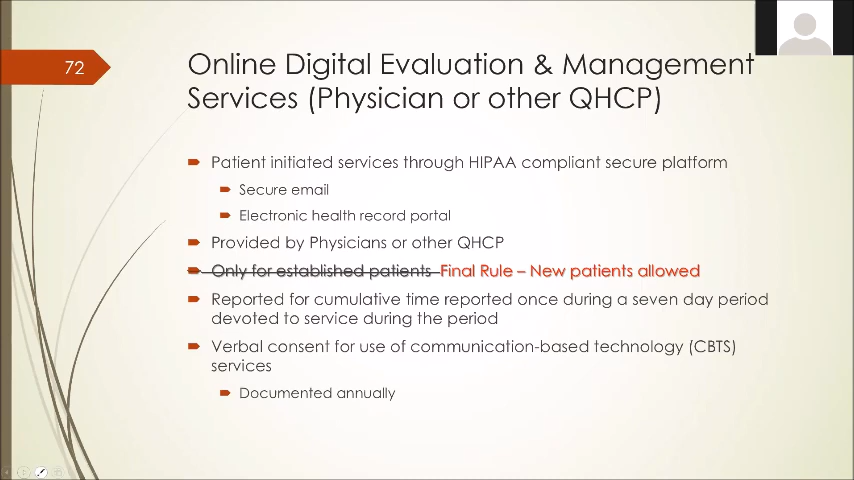 72
Online Digital Evaluation & Management
Services (Physician or other QHCP)
Patient initiated services through HIPAA compliant secure platform
Secure email
Electronic health record portal
Provided by Physicians or other QHCP
Only for established patients Final Rule – New patients allowed
Reported for cumulative time reported once during a seven day period
devoted to service during the period
Verbal consent for use of communication-based technology (CBTS)
services
Documented annually